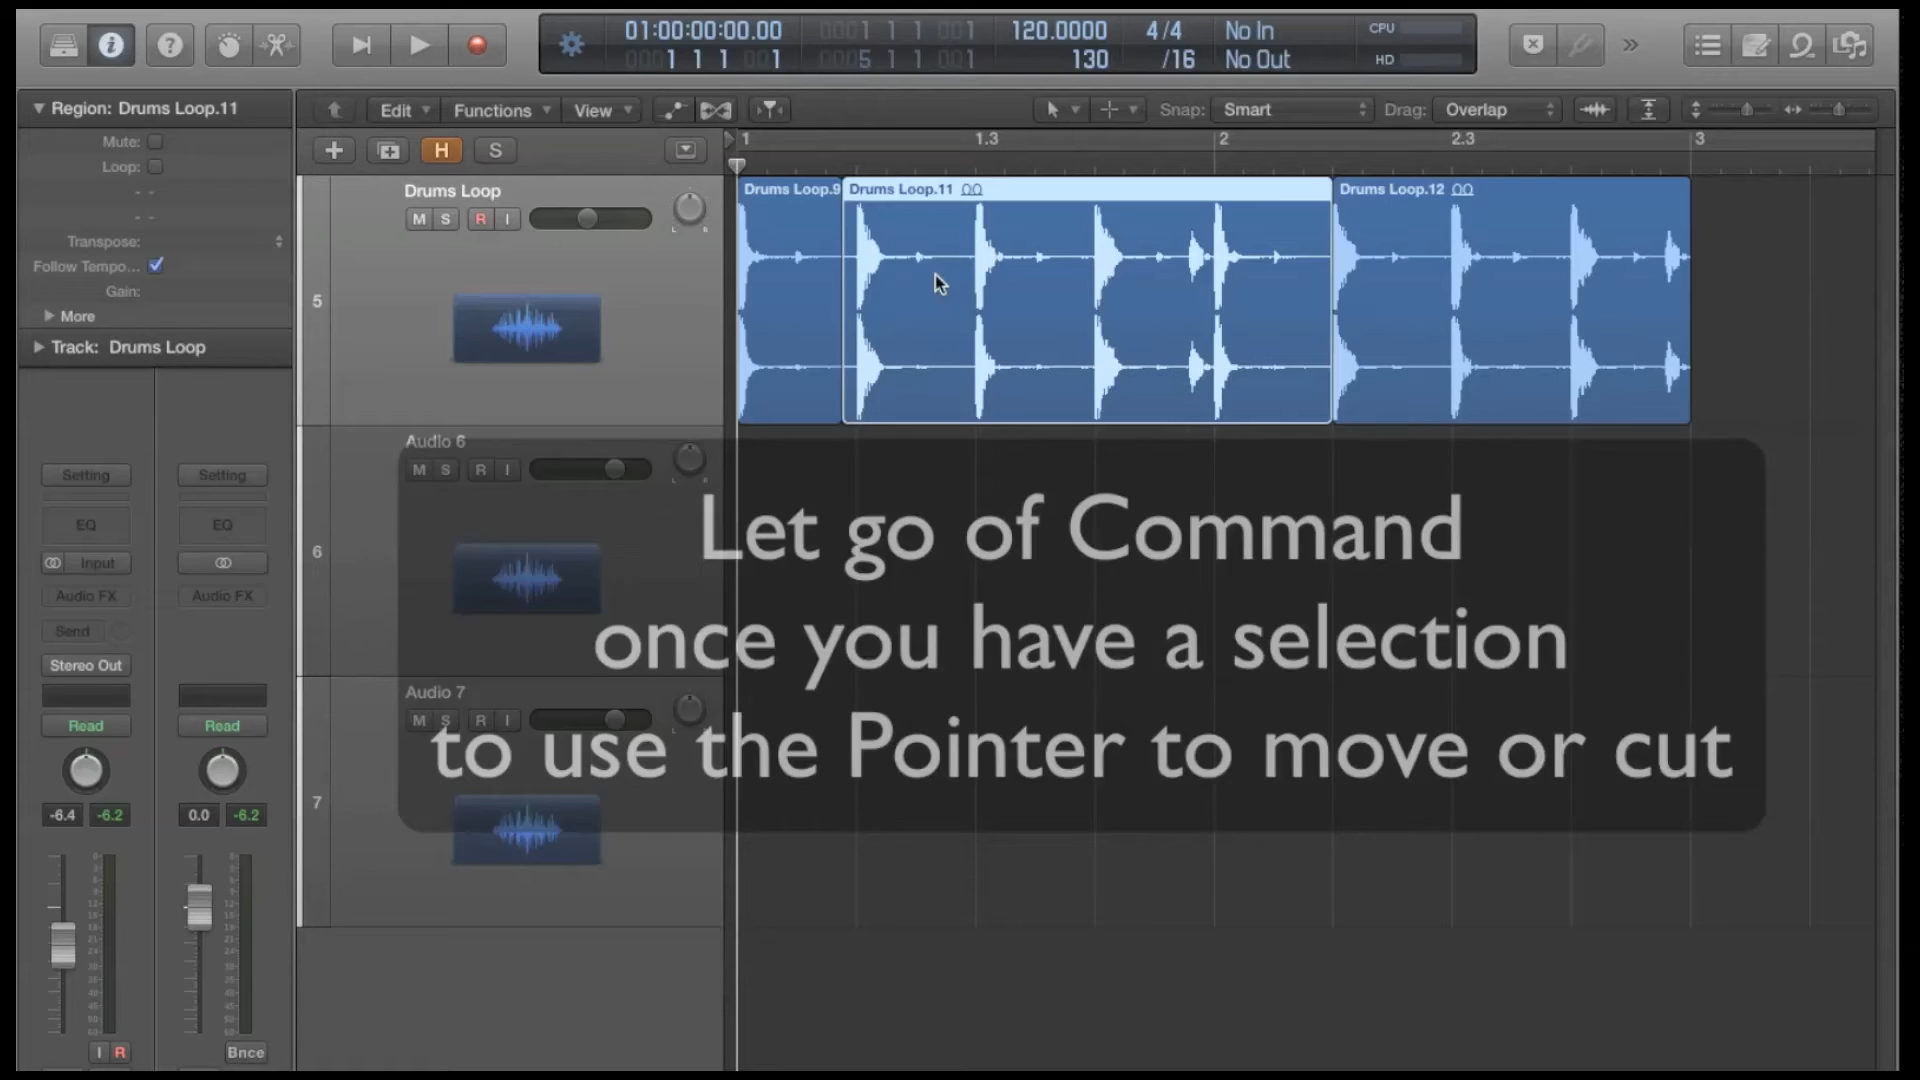 01:00:00:00.00
1 1 1 001
0001 1 1 001
0005 1 1 001
120.0000
130
4/4
/16
No In
No Out
CPU
HD
Region: Drums Loop.11
Mute:
Loop:
Transpose:
Follow Tempo...
Gain:
More
Track: Drums Loop
Edit
Functions
View
Snap:
Smart
Drag:
Overlap
H
S
1
1.3
2
2.3
3
5
Drums Loop
M S R I
L R
Drums Loop.9
Drums Loop.11
Drums Loop.12
6
Audio 6
M S R I
7
Audio 7
M S R I
Let go of Command
once you have a selection
to use the Pointer to move or cut
Setting
Setting
EQ
EQ
Input
Audio FX
Audio FX
Send
Stereo Out
Read
Read
-6.4
-6.2
0.0
-6.2
I R
Bnce